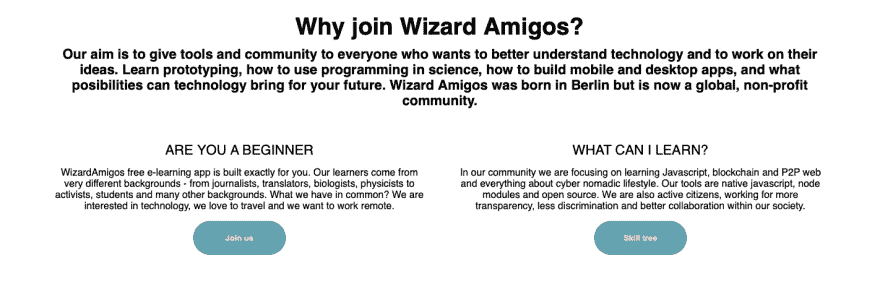 Why join Wizard Amigos?
Our aim is to give tools and community to everyone who wants to better understand technology and to work on their
ideas. Learn prototyping, how to use programming in science, how to build mobile and desktop apps, and what
posibilities can technology bring for your future. Wizard Amigos was born in Berlin but is now a global, non-profit
community.
ARE YOU A BEGINNER
WizardAmigos free e-learning app is built exactly for you. Our learners come from
very different backgrounds - from journalists, translators, biologists, physicists to
activists, students and many other backgrounds. What we have in common? We are
interested in technology, we love to travel and we want to work remote.
Join us
WHAT CAN I LEARN?
In our community we are focusing on learning Javascript, blockchain and P2P web
and everything about cyber nomadic lifestyle. Our tools are native javascript, node
modules and open source. We are also active citizens, working for more
transparency, less discrimination and better collaboration within our society.
Skill tree